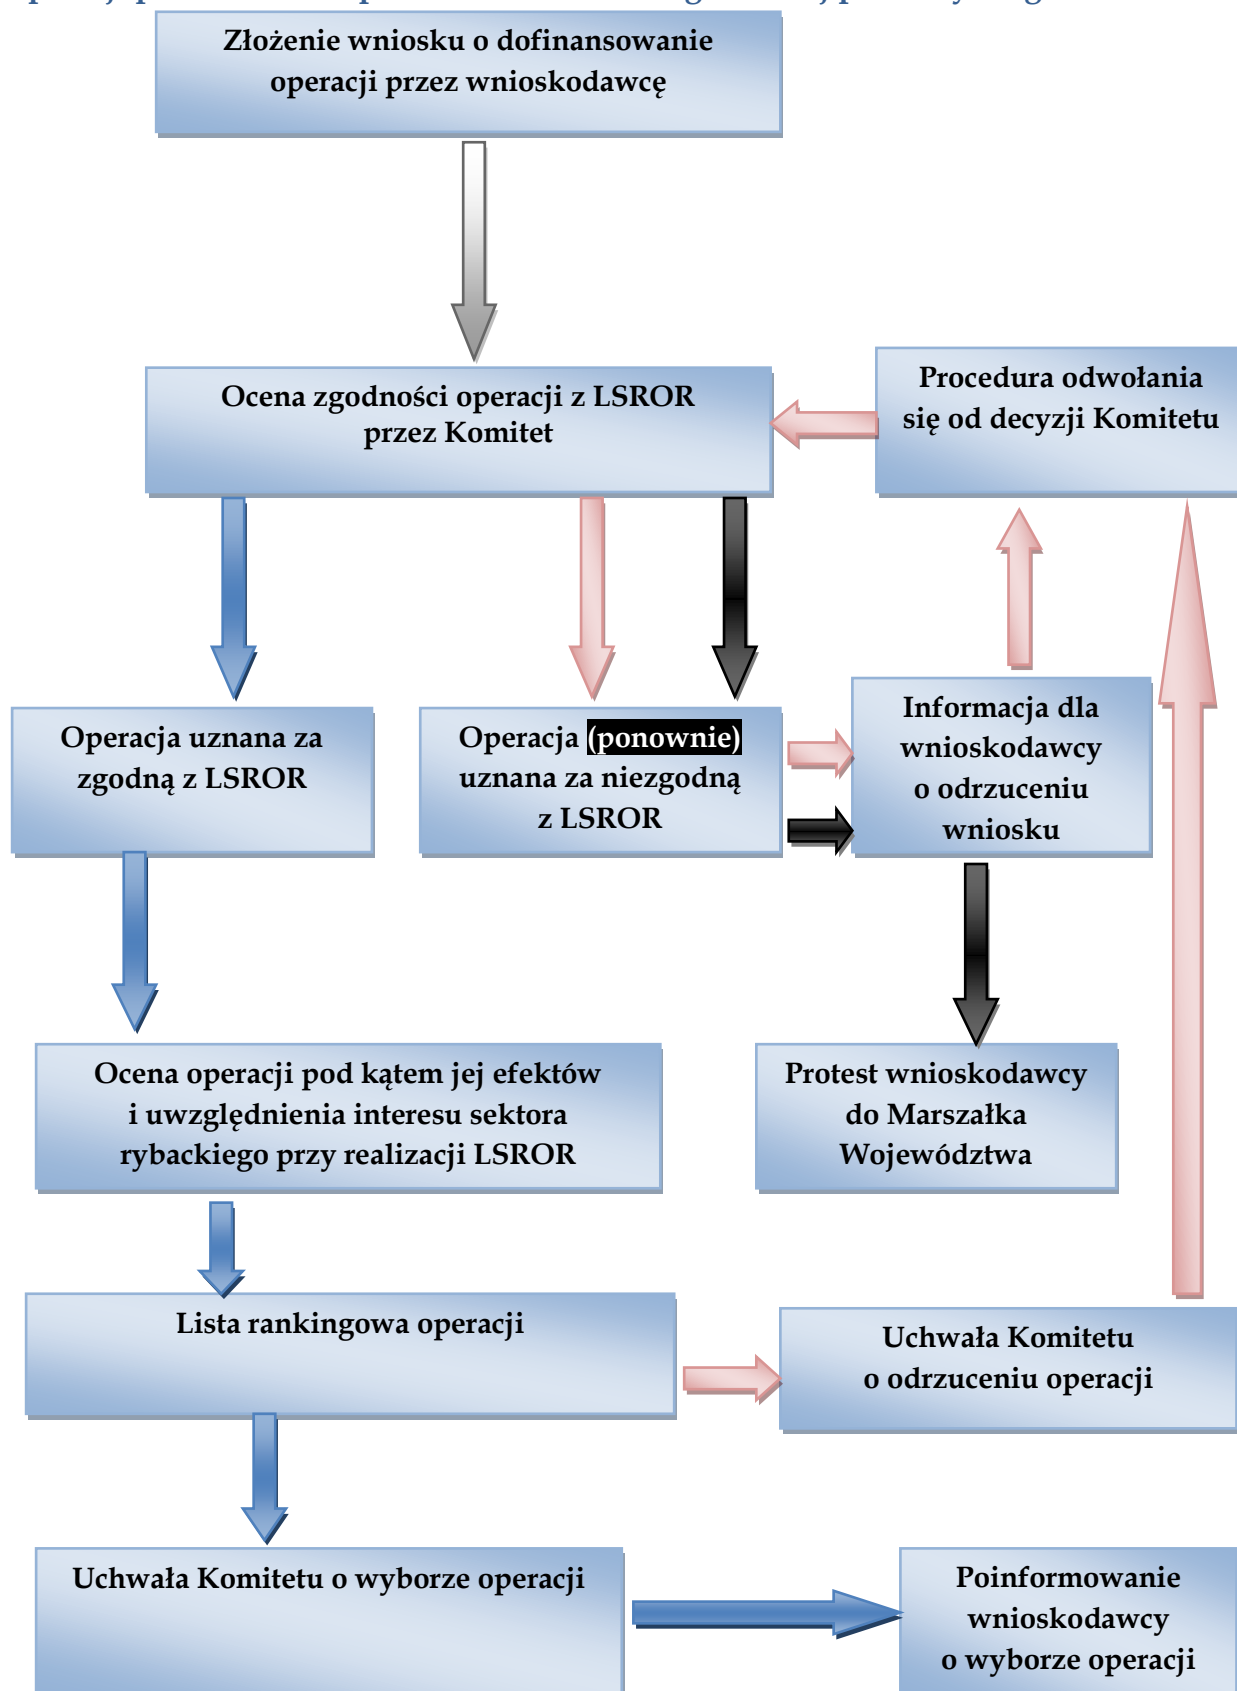 Złożenie wniosku o dofinansowanie
operacji przez wnioskodawcę
Ocena zgodności operacji z LSROR
przez Komitet
Procedura odwołania
się od decyzji Komitetu
Operacja uznana za
zgodną z LSROR
Operacja (ponownie)
uznana za niezgodną
z LSROR
Informacja dla
wnioskodawcy
o odrzuceniu
wniosku
Ocena operacji pod kątem jej efektów
i uwzględnienia interesu sektora
rybackiego przy realizacji LSROR
Protest wnioskodawcy
do Marszałka
Województwa
Lista rankingowa operacji
Uchwała Komitetu
o odrzuceniu operacji
Uchwała Komitetu o wyborze operacji
Poinformowanie
wnioskodawcy
o wyborze operacji